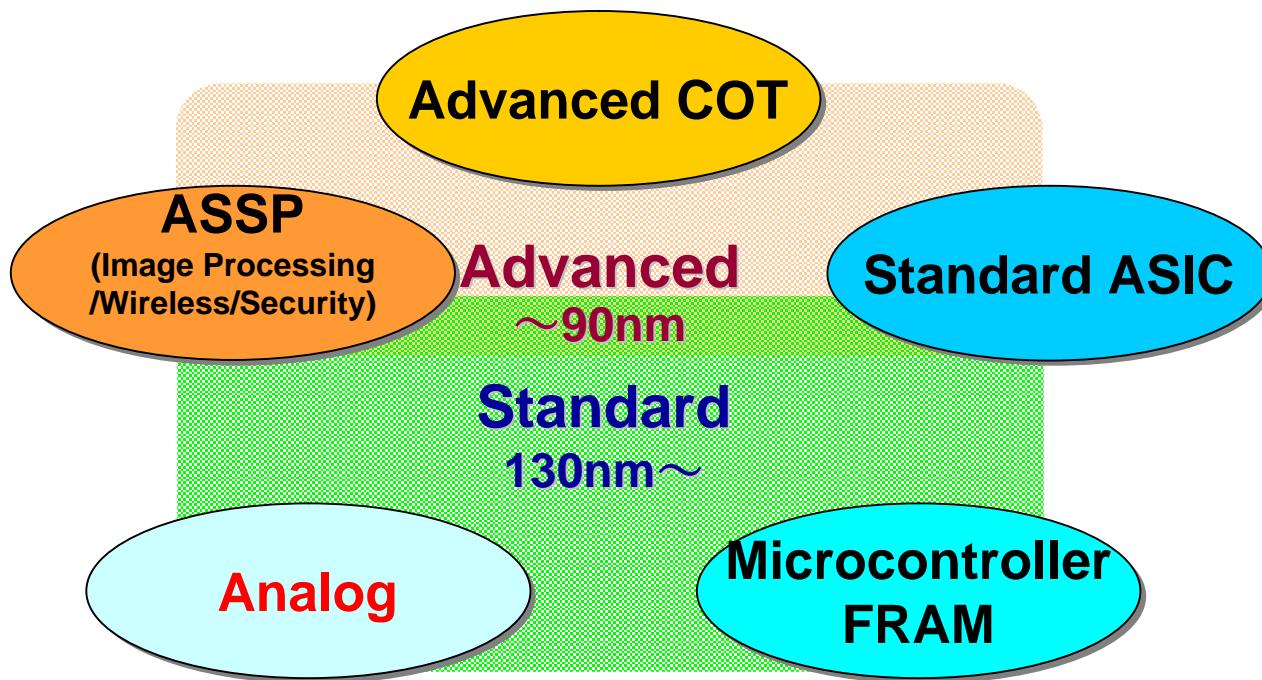 Advanced COT
ASSP
(Image Processing
/Wireless/Security)
Advanced
～90nm
Standard ASIC
Standard
130nm～
Analog
Microcontroller
FRAM